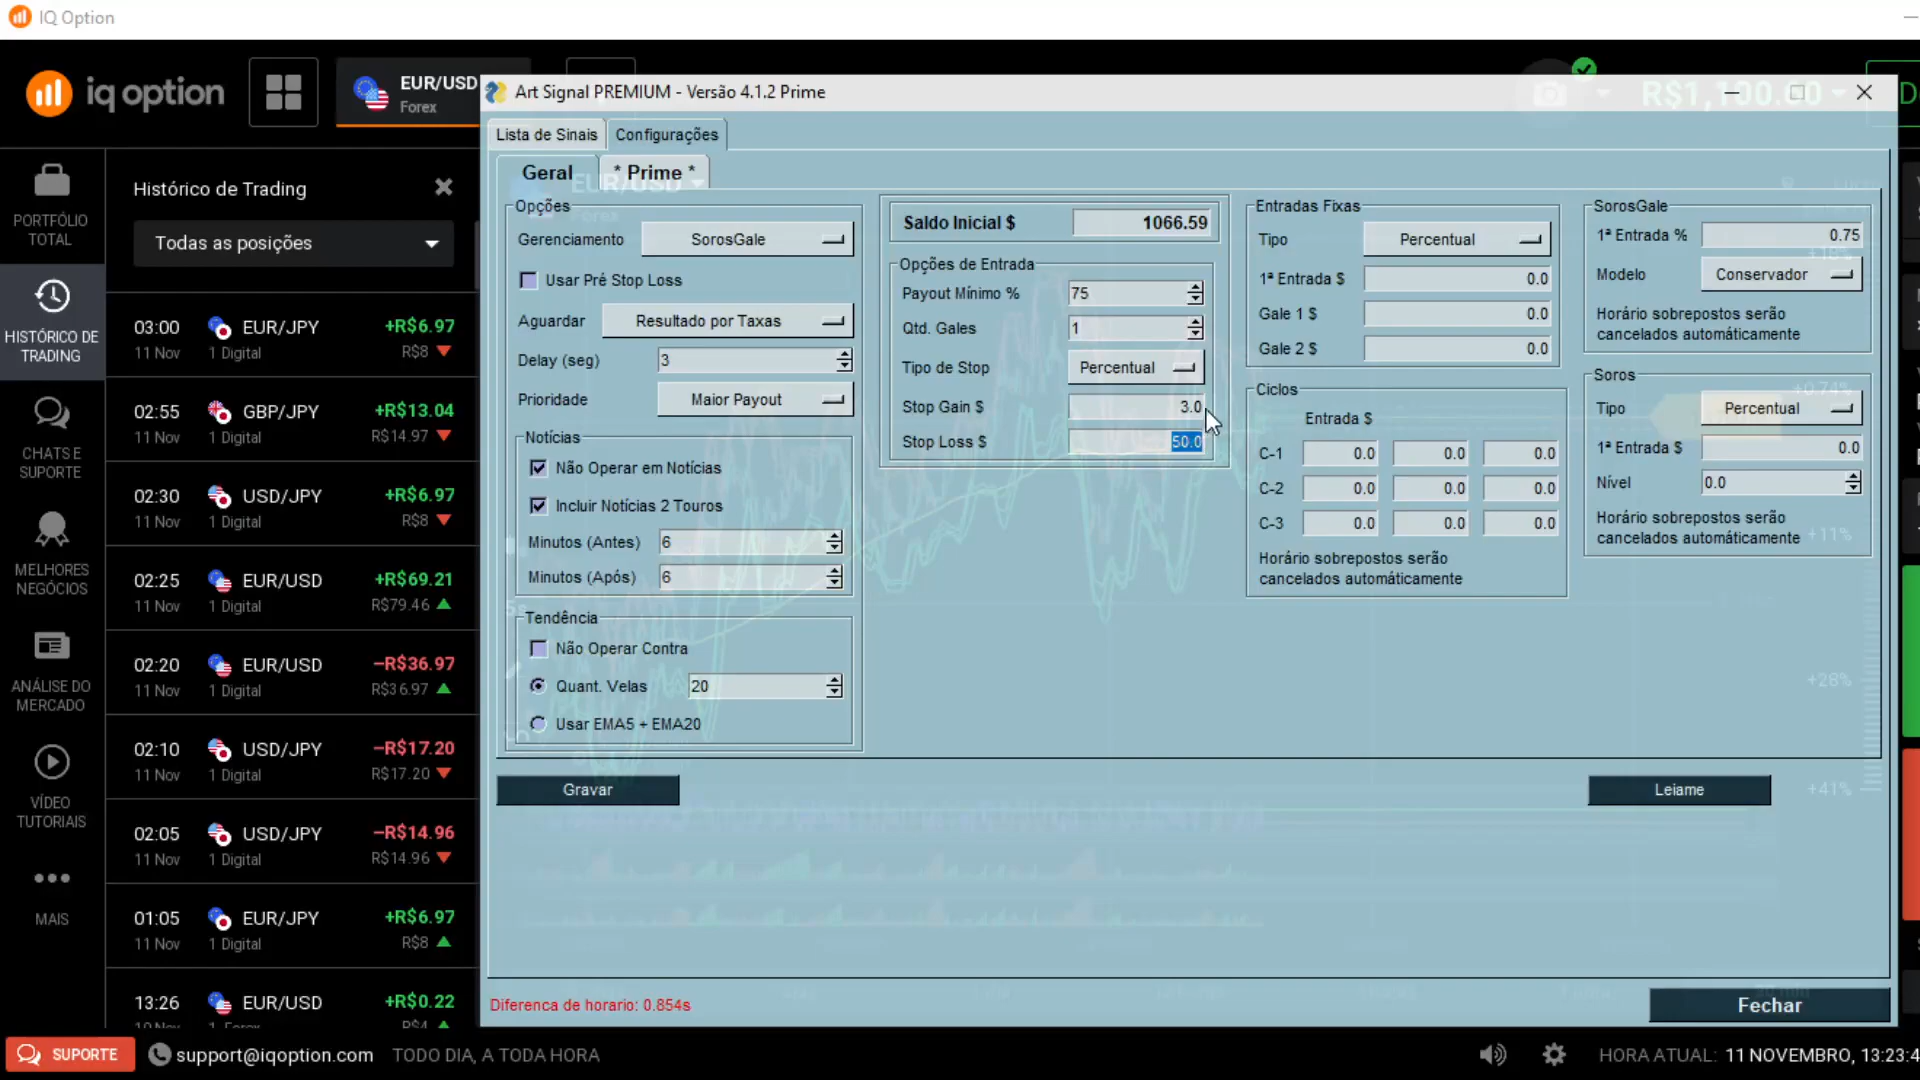 IQ Option
iq option
EUR/USD
Forex
R$1,100.00
Art Signal PREMIUM - Versão 4.1.2 Prime
Lista de Sinais
Configurações
Geral
* Prime *
PORTFÓLIO
TOTAL
HISTÓRICO DE
TRADING
CHATS E
SUPORTE
MELHORES
NEGÓCIOS
ANÁLISE DO
MERCADO
VÍDEO
TUTORIAIS
MAIS
Histórico de Trading
Todas as posições
03:00 EUR/JPY +R$6.97
11 Nov 1 Digital R$8
02:55 GBP/JPY +R$13.04
11 Nov 1 Digital R$14.97
02:30 USD/JPY +R$6.97
11 Nov 1 Digital R$8
02:25 EUR/USD +R$69.21
11 Nov 1 Digital R$79.46
02:20 EUR/USD −R$36.97
11 Nov 1 Digital R$36.97
02:10 USD/JPY −R$17.20
11 Nov 1 Digital R$17.20
02:05 USD/JPY −R$14.96
11 Nov 1 Digital R$14.96
01:05 EUR/JPY +R$6.97
11 Nov 1 Digital R$8
13:26 EUR/USD +R$0.22
10 Nov 1 Forex R$4
Opções
Gerenciamento SorosGale
Usar Pré Stop Loss
Aguardar Resultado por Taxas
Delay (seg) 3
Prioridade Maior Payout
Notícias
Não Operar em Notícias
Incluir Notícias 2 Touros
Minutos (Antes) 6
Minutos (Após) 6
Tendência
Não Operar Contra
Quant. Velas 20
Usar EMA5 + EMA20
Saldo Inicial $ 1066.59
Opções de Entrada
Payout Mínimo % 75
Qtd. Gales 1
Tipo de Stop Percentual
Stop Gain $ 3.0
Stop Loss $ 50.0
Entradas Fixas
Tipo Percentual
1ª Entrada $ 0.0
Gale 1 $ 0.0
Gale 2 $ 0.0
Ciclos
Entrada $
C-1 0.0 0.0 0.0
C-2 0.0 0.0 0.0
C-3 0.0 0.0 0.0
Horário sobrepostos serão
cancelados automáticamente
SorosGale
1ª Entrada % 0.75
Modelo Conservador
Horário sobrepostos serão
cancelados automáticamente
Soros
Tipo Percentual
1ª Entrada $ 0.0
Nível 0.0
Horário sobrepostos serão
cancelados automáticamente
EUR/USD
+0.74%
+11%
+28%
+41%
Gravar
Leiame
Diferenca de horario: 0.854s
Fechar
SUPORTE
support@iqoption.com
TODO DIA, A TODA HORA
HORA ATUAL: 11 NOVEMBRO, 13:23:4